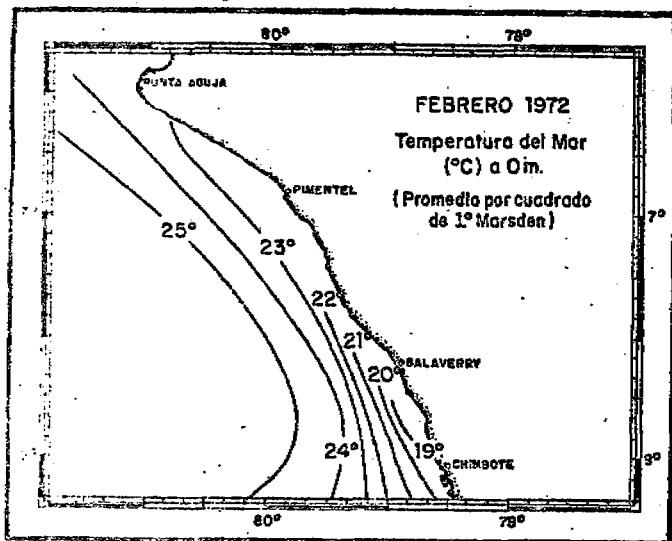 80° 78°
PUNTA AGUJA
FEBRERO 1972
Temperatura del Mar
(°C) a 0m.
(Promedio por cuadrado
de 1° Marsden)
PIMENTEL
7°
25°
23°
22
21°
SALAVERRY
20°
24°
19°
CHIMBOTE
9°
80° 78°